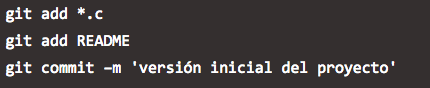 git add *.c
git add README
git commit –m 'versión inicial del proyecto'